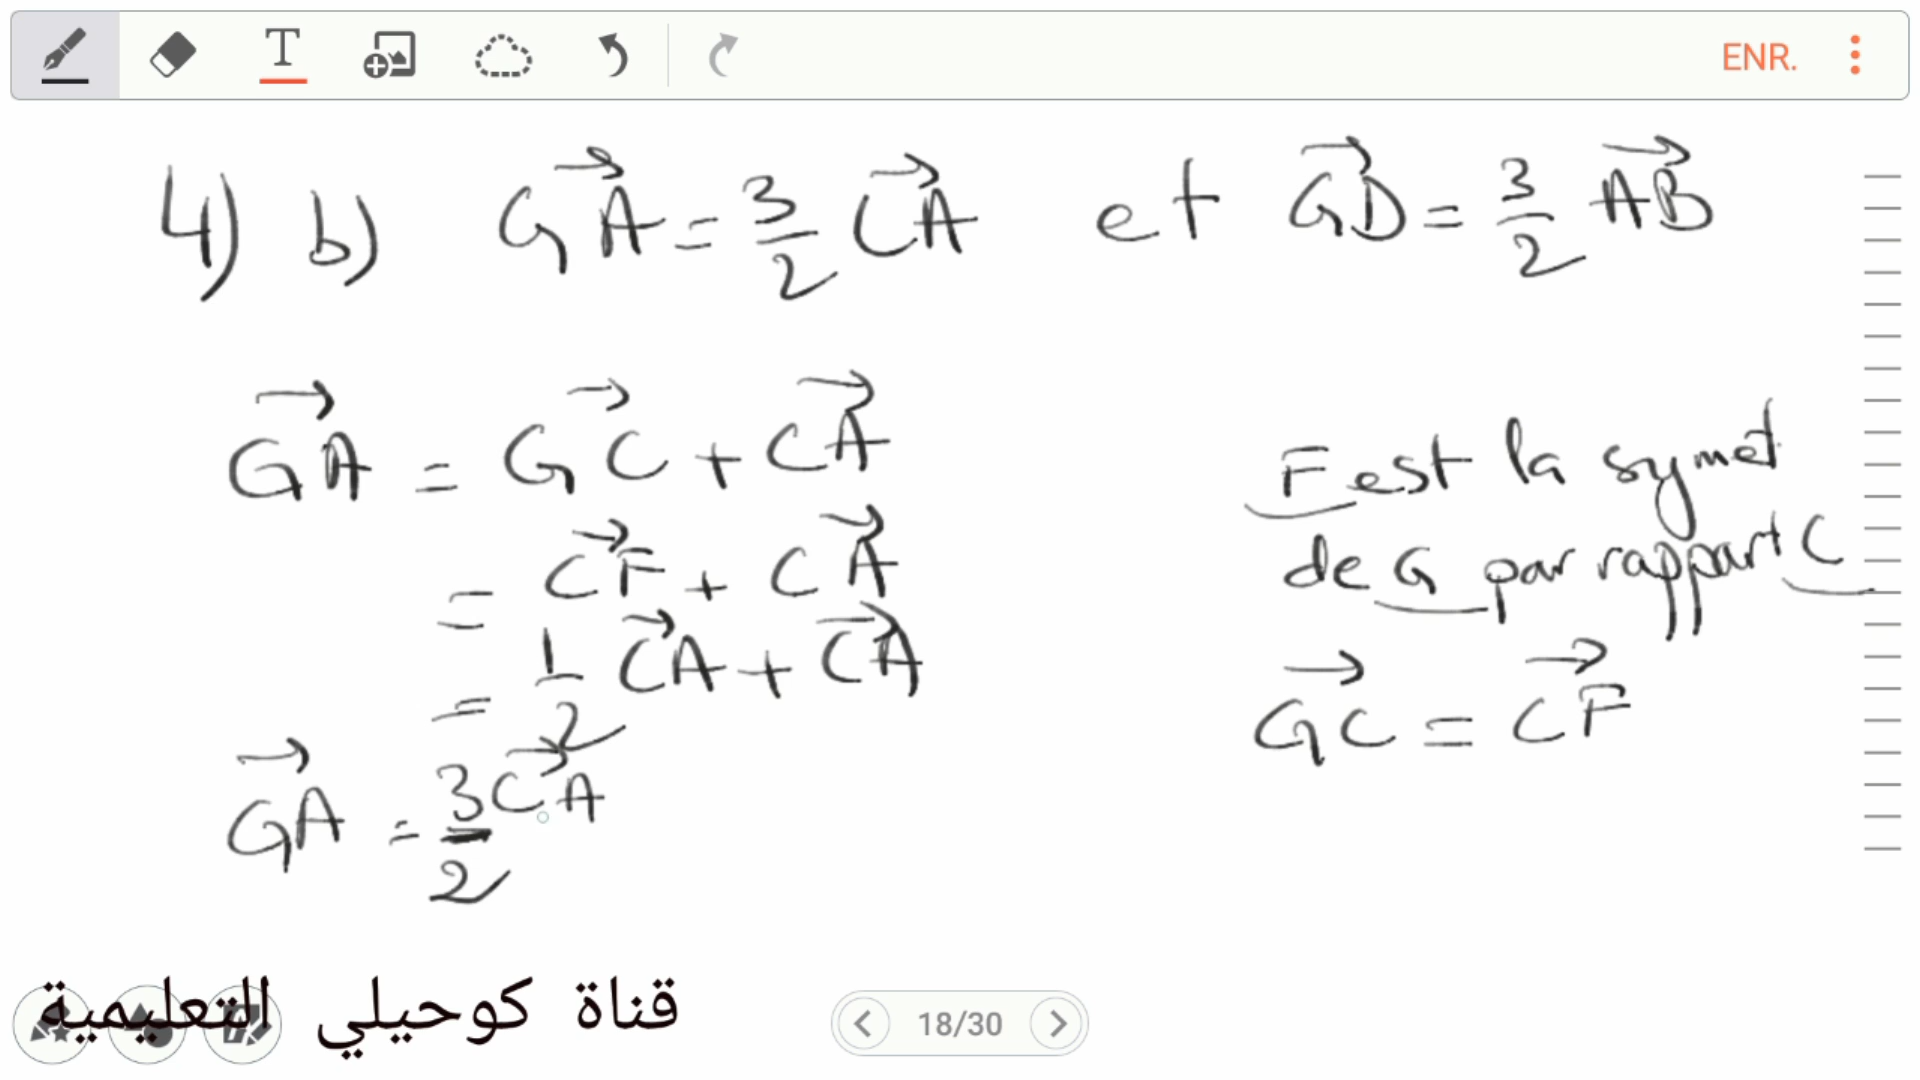 T ENR.
4) b) GA→ = 3/2 CA→ et GD→ = 3/2 AB→
GA→ = GC→ + CA→
= CF→ + CA→
= 1/2 CA→ + CA→
GA→ = 3/2 CA→
F est la symet
de G par rappart C
GC→ = CF→
قناة كوحيلي التعليمية
18/30